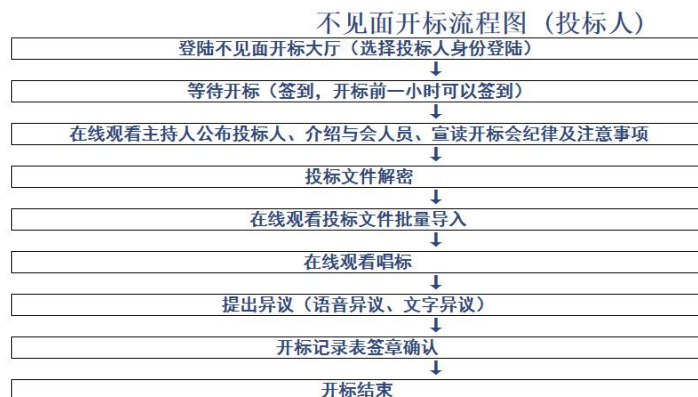 不见面开标流程图（投标人）
登陆不见面开标大厅（选择投标人身份登陆）
等待开标（签到，开标前一小时可以签到）
在线观看主持人公布投标人、介绍与会人员、宣读开标会纪律及注意事项
投标文件解密
在线观看投标文件批量导入
在线观看唱标
提出异议（语音异议、文字异议）
开标记录表签章确认
开标结束